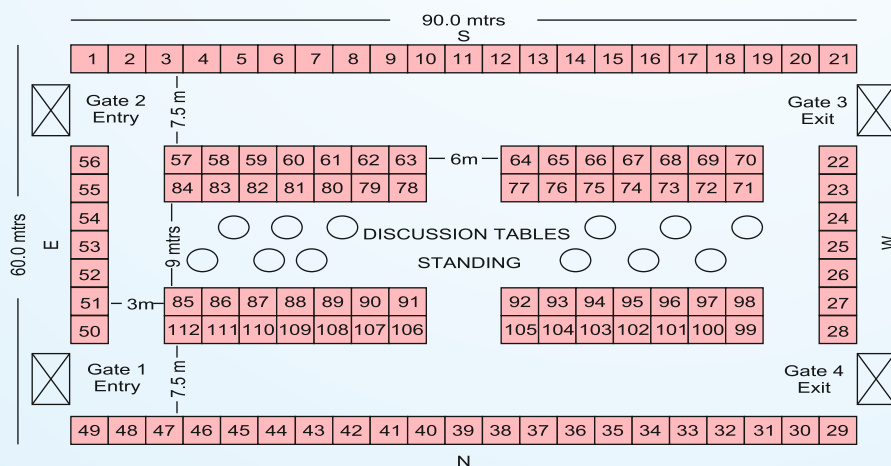 90.0 mtrs
S
1 2 3 4 5 6 7 8 9 10 11 12 13 14 15 16 17 18 19 20 21
Gate 2
Entry
7.5 m
Gate 3
Exit
56 57 58 59 60 61 62 63 6m 64 65 66 67 68 69 70 22
55 84 83 82 81 80 79 78 77 76 75 74 73 72 71 23
54 24
60.0 mtrs
E
53
9 mtrs
DISCUSSION TABLES
25
W
52 STANDING 26
51 3m 85 86 87 88 89 90 91 92 93 94 95 96 97 98 27
50 112 111 110 109 108 107 106 105 104 103 102 101 100 99 28
Gate 1
Entry
7.5 m
Gate 4
Exit
49 48 47 46 45 44 43 42 41 40 39 38 37 36 35 34 33 32 31 30 29
N